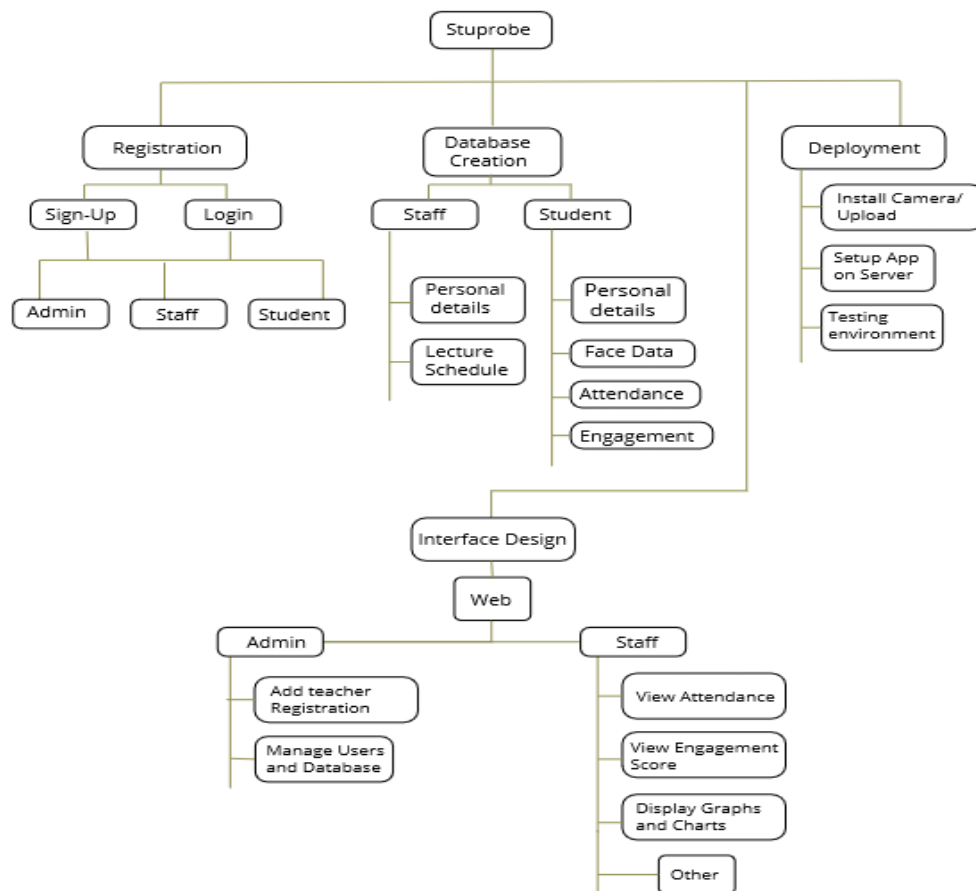 Stuprobe
Registration
Database
Creation
Deployment
Sign-Up
Login
Staff
Student
Install Camera/
Upload
Setup App
on Server
Testing
environment
Admin
Staff
Student
Personal
details
Lecture
Schedule
Personal
details
Face Data
Attendance
Engagement
Interface Design
Web
Admin
Staff
Add teacher
Registration
Manage Users
and Database
View Attendance
View Engagement
Score
Display Graphs
and Charts
Other